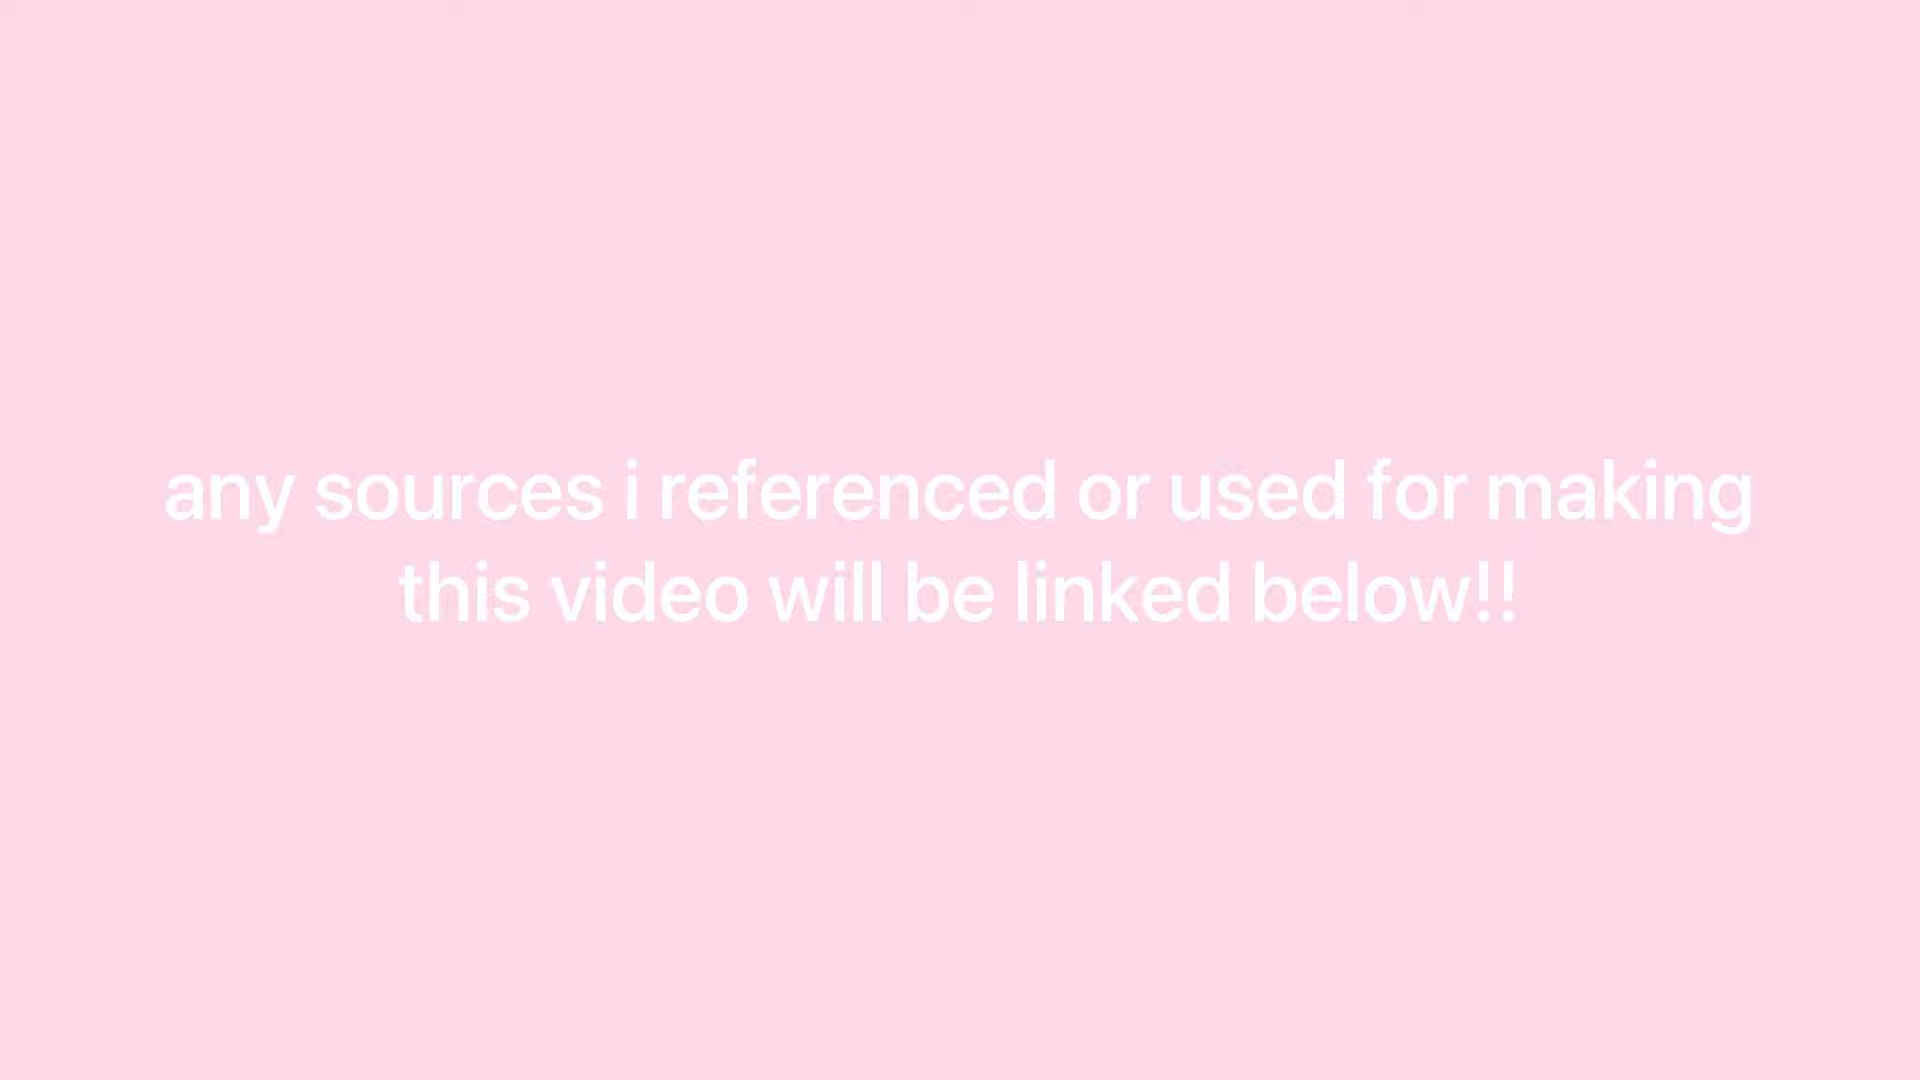 any sources i referenced or used for making
this video will be linked below!!